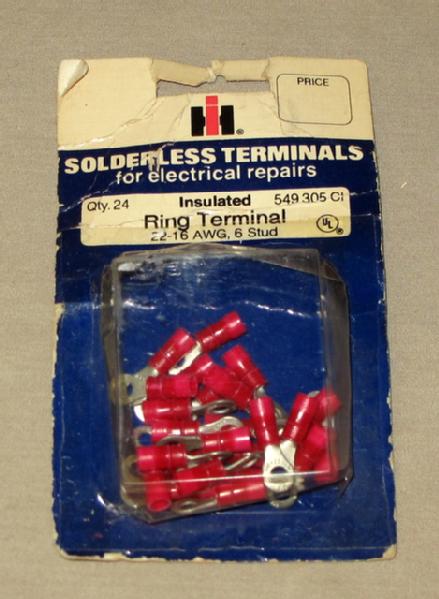 PRICE
IH®
SOLDERLESS TERMINALS
for electrical repairs
Qty. 24 Insulated 549 305 C1
Ring Terminal
22-16 AWG, 6 Stud
UL